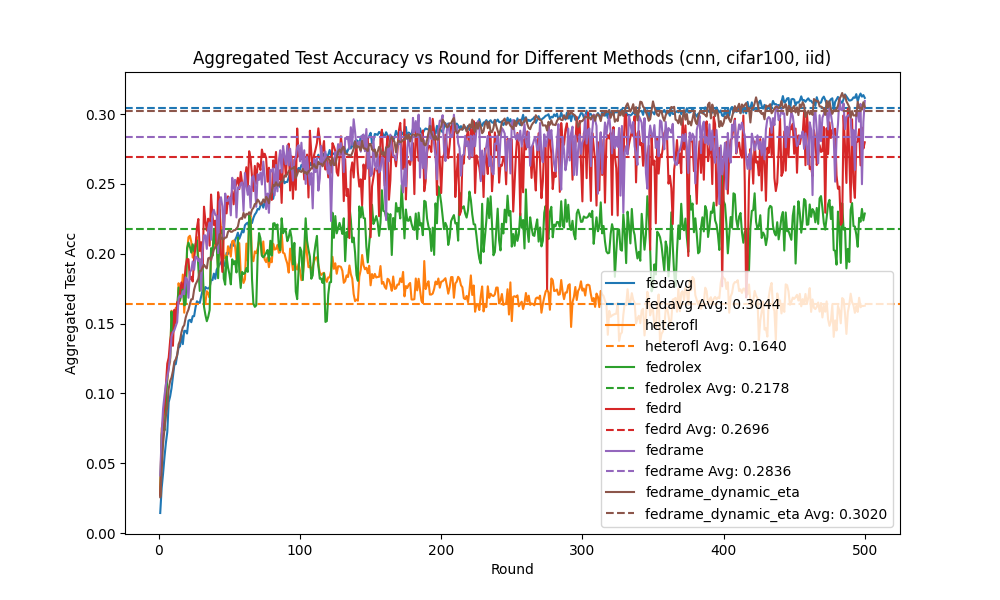 Aggregated Test Accuracy vs Round for Different Methods (cnn, cifar100, iid)
Aggregated Test Acc
0.30
0.25
0.20
0.15
0.10
0.05
0.00
fedavg
fedavg Avg: 0.3044
heterofl
heterofl Avg: 0.1640
fedrolex
fedrolex Avg: 0.2178
fedrd
fedrd Avg: 0.2696
fedrame
fedrame Avg: 0.2836
fedrame_dynamic_eta
fedrame_dynamic_eta Avg: 0.3020
0 100 200 300 400 500
Round